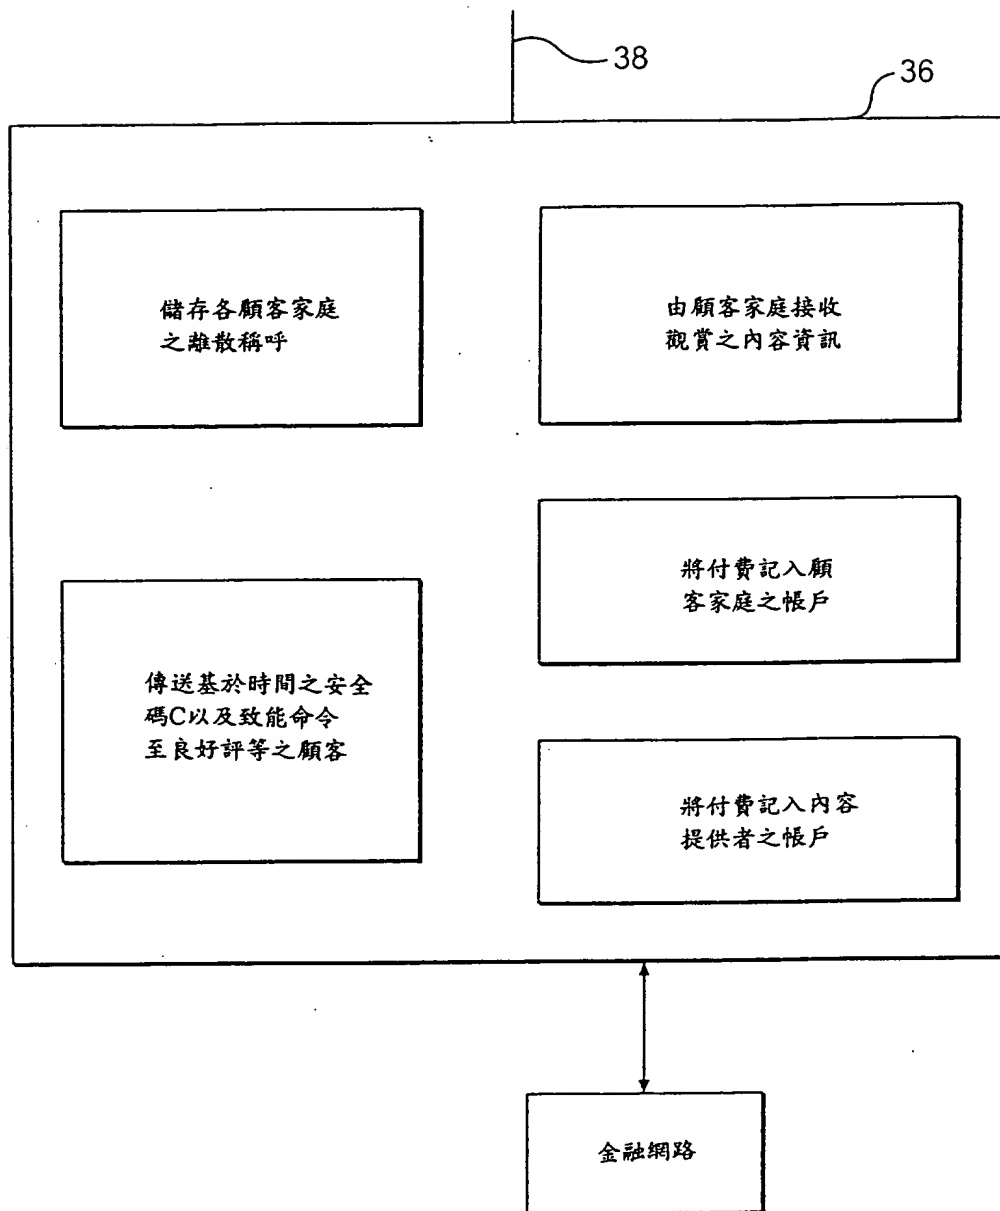 38
36
儲存各顧客家庭
之離散稱呼
由顧客家庭接收
觀賞之內容資訊
將付費記入顧
客家庭之帳戶
傳送基於時間之安全
碼C以及致能命令
至良好評等之顧客
將付費記入內容
提供者之帳戶
金融網路